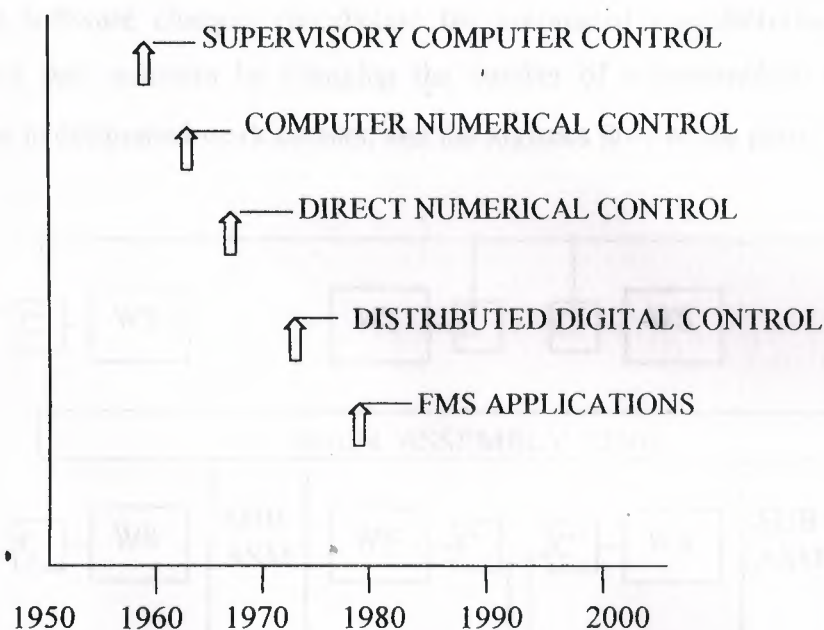 SUPERVISORY COMPUTER CONTROL
COMPUTER NUMERICAL CONTROL
DIRECT NUMERICAL CONTROL
DISTRIBUTED DIGITAL CONTROL
FMS APPLICATIONS
1950 1960 1970 1980 1990 2000